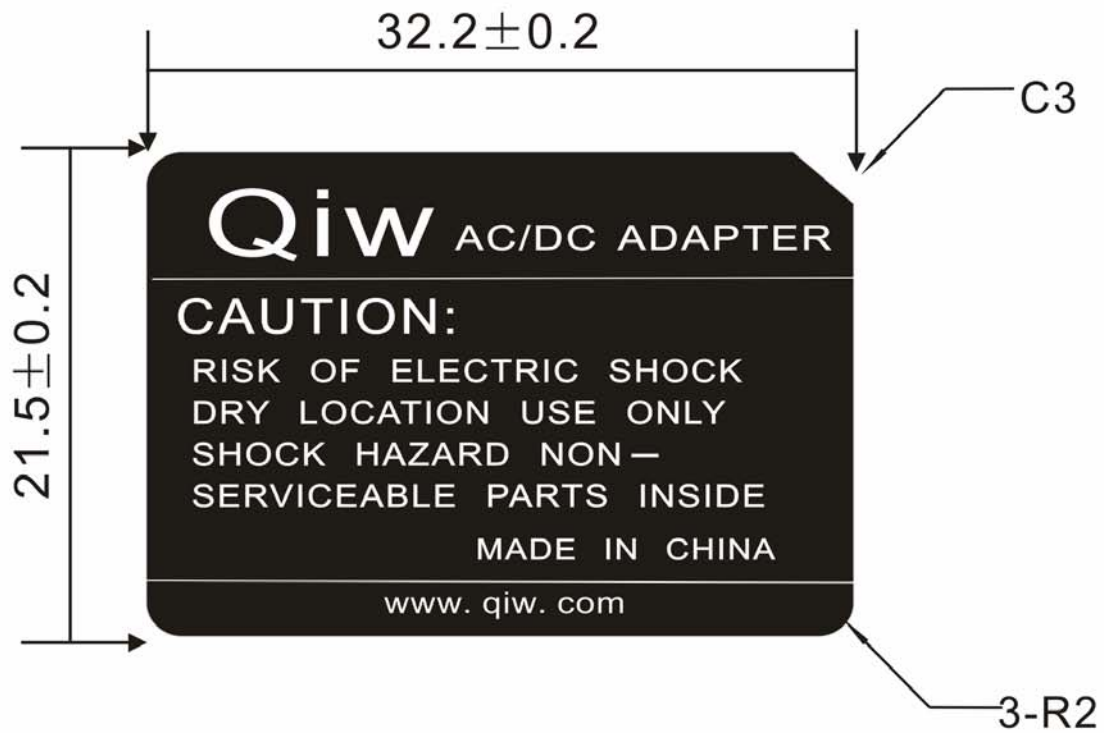 32.2±0.2
C3
21.5±0.2
Qiw AC/DC ADAPTER
CAUTION:
RISK OF ELECTRIC SHOCK
DRY LOCATION USE ONLY
SHOCK HAZARD NON—
SERVICEABLE PARTS INSIDE
MADE IN CHINA
www. qiw. com
3-R2